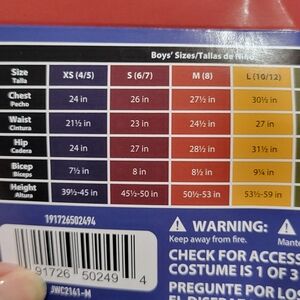 Boys' Sizes/Tallas de Niño
Size XS (4/5) S (6/7) M (8) L (10/12)
Talla
Chest 24 in 26 in 27½ in 30½ in
Pecho
Waist 21½ in 23 in 24½ in 27 in
Cintura
Hip 24 in 27 in 28½ in 31½ in
Cadera
Bicep 7½ in 8 in 8½ in 9¼ in
Bíceps
Height 39½-45 in 45½-50 in 50½-53 in 53½-59 in
Altura
191726502494
WARNING:
Keep away from fire.
91726 50249 4
CHECK FOR ACCESS
COSTUME IS 1 OF 3
JWC2161-M
PREGUNTE POR LOS